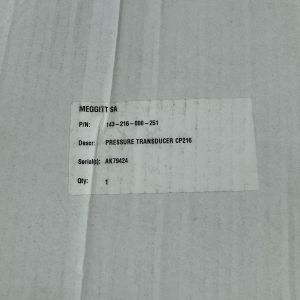 MEGGITT SA
P/N: 143-216-000-251
Descr: PRESSURE TRANSDUCER CP216
Serial(s): AK79424
Qty: 1